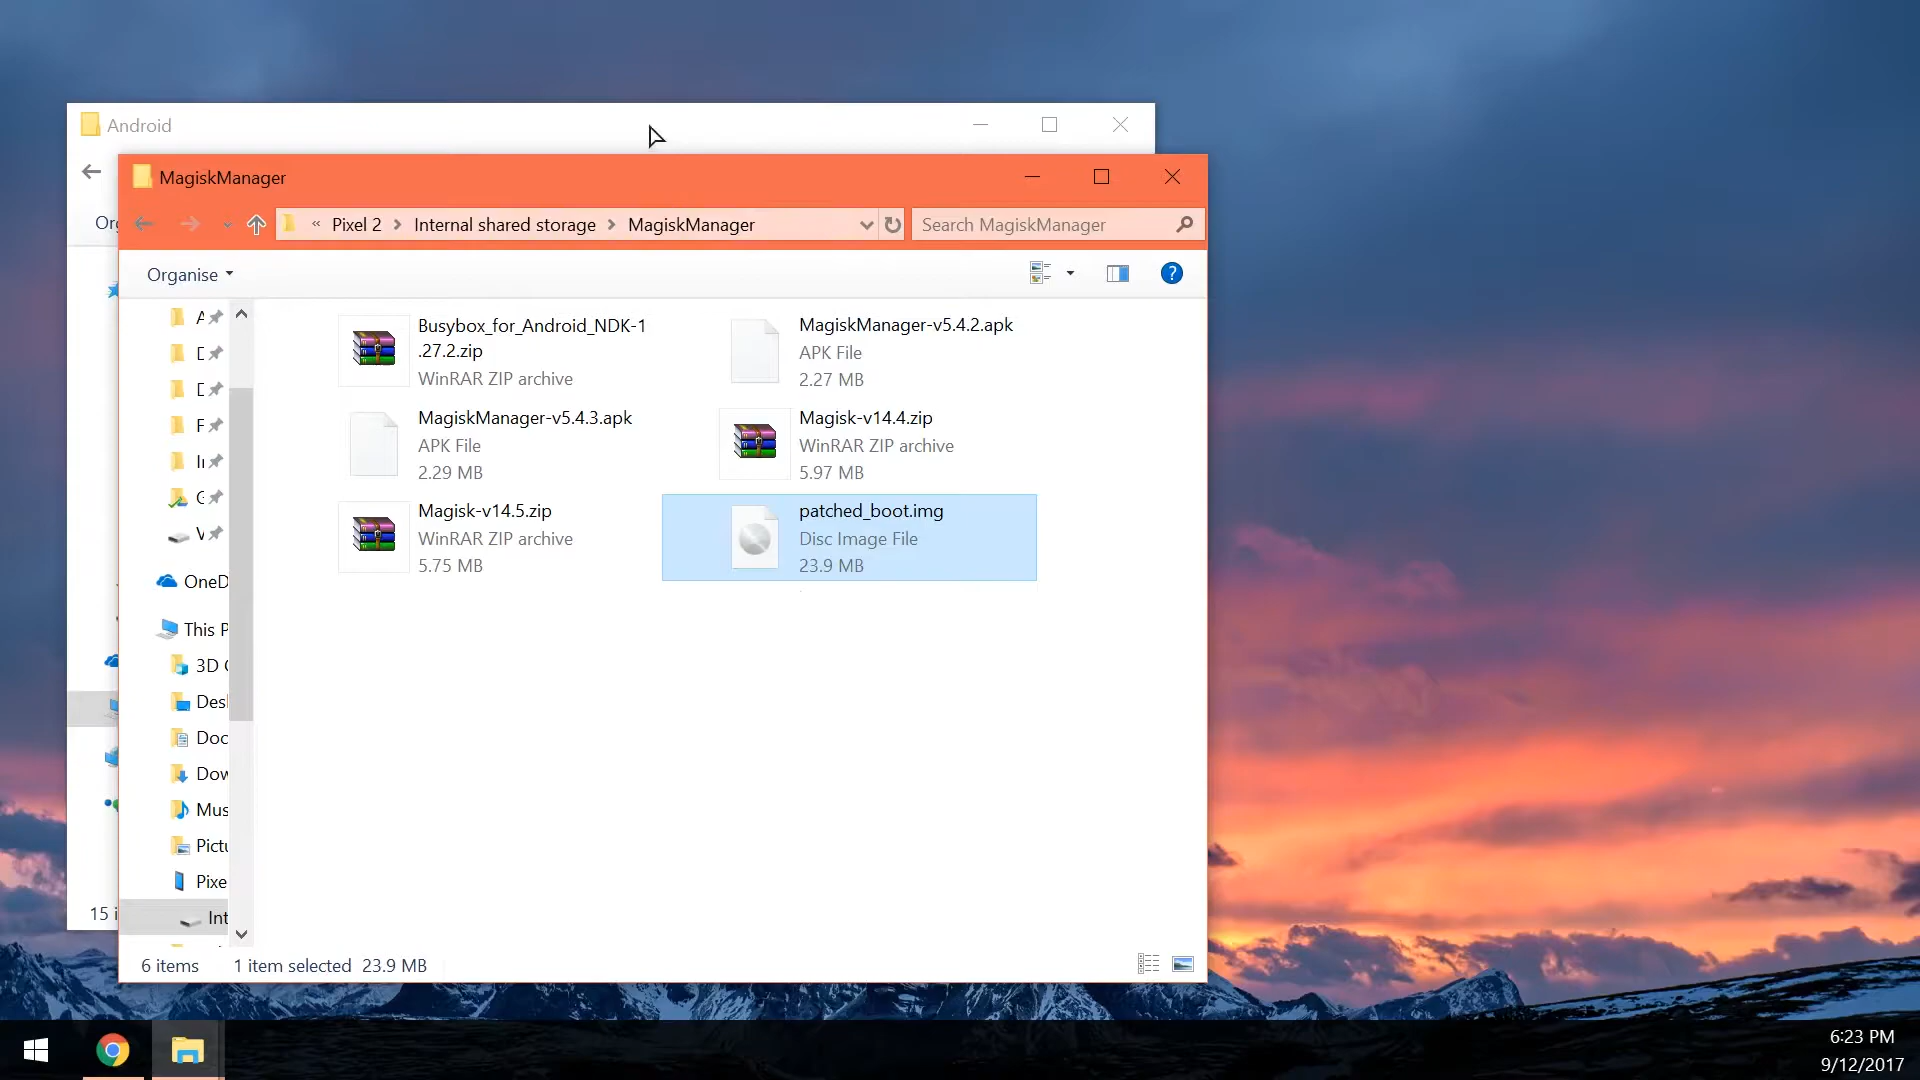 Android
MagiskManager
Org
« Pixel 2 > Internal shared storage > MagiskManager
Search MagiskManager
Organise
Busybox_for_Android_NDK-1
.27.2.zip
WinRAR ZIP archive
MagiskManager-v5.4.2.apk
APK File
2.27 MB
MagiskManager-v5.4.3.apk
APK File
2.29 MB
Magisk-v14.4.zip
WinRAR ZIP archive
5.97 MB
Magisk-v14.5.zip
WinRAR ZIP archive
5.75 MB
patched_boot.img
Disc Image File
23.9 MB
OneD
This P
3D
Desk
Doc
Dow
Mus
Pictu
Pixe
Int
15
6 items
1 item selected 23.9 MB
6:23 PM
9/12/2017